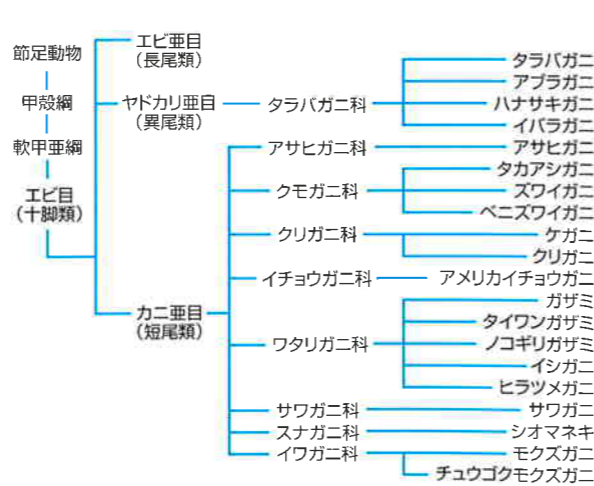 節足動物
甲殻綱
軟甲亜綱
エビ目
(十脚類)
エビ亜目
(長尾類)
ヤドカリ亜目
(異尾類)
タラバガニ科
タラバガニ
アブラガニ
ハナサキガニ
イバラガニ
カニ亜目
(短尾類)
アサヒガニ科
アサヒガニ
クモガニ科
タカアシガニ
ズワイガニ
ベニズワイガニ
クリガニ科
ケガニ
クリガニ
イチョウガニ科
アメリカイチョウガニ
ワタリガニ科
ガザミ
タイワンガザミ
ノコギリガザミ
イシガニ
ヒラツメガニ
サワガニ科
サワガニ
スナガニ科
シオマネキ
イワガニ科
モクズガニ
チュウゴクモクズガニ